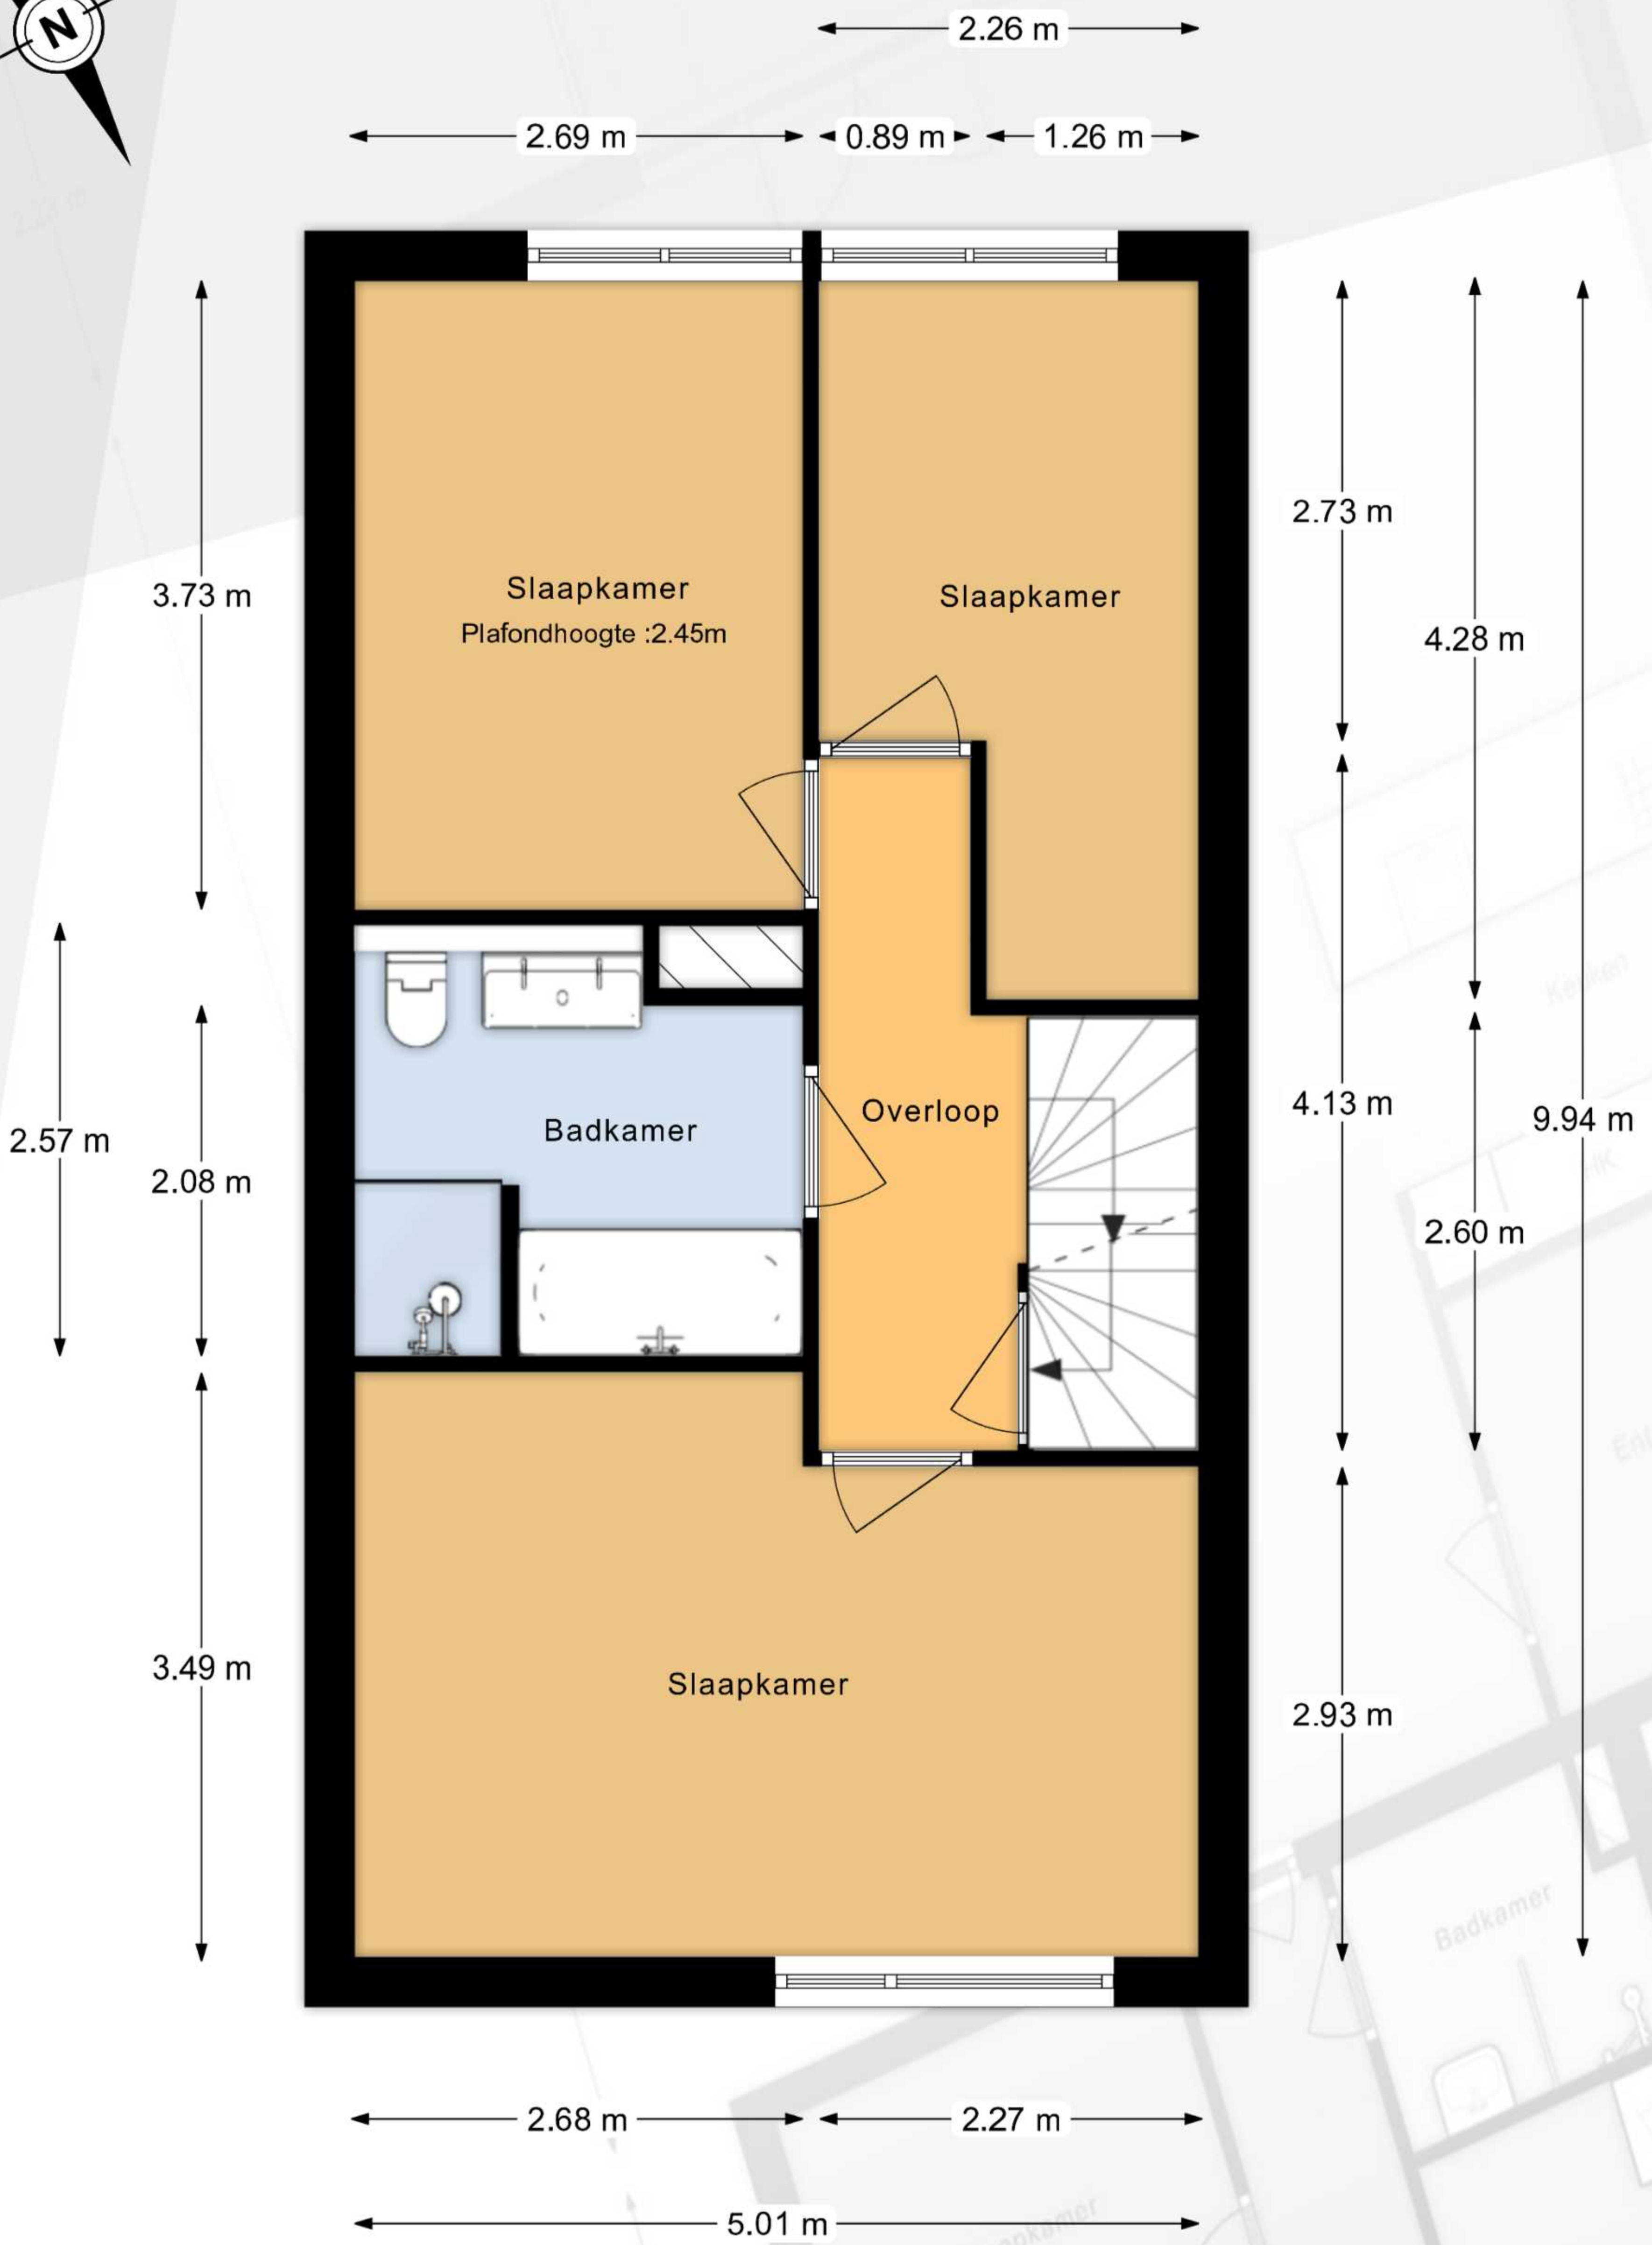 N
2.26 m
2.69 m
0.89 m
1.26 m
2.73 m
3.73 m
Slaapkamer
Plafondhoogte :2.45m
Slaapkamer
4.28 m
Overloop
4.13 m
9.94 m
Badkamer
2.57 m
2.08 m
2.60 m
3.49 m
Slaapkamer
2.93 m
Badkamer
2.68 m
2.27 m
5.01 m